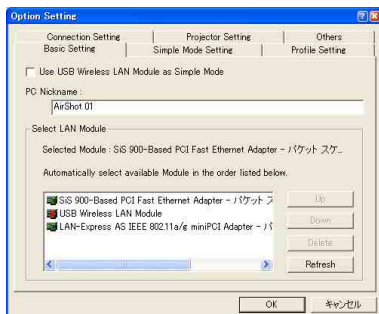 Option Setting
Connection Setting
Projector Setting
Others
Basic Setting
Simple Mode Setting
Profile Setting
Use USB Wireless LAN Module as Simple Mode
PC Nickname :
AirShot 01
Select LAN Module
Selected Module : SiS 900-Based PCI Fast Ethernet Adapter - パケット スケ...
Automatically select available Module in the order listed below.
SiS 900-Based PCI Fast Ethernet Adapter - パケット ス
USB Wireless LAN Module
LAN-Express AS IEEE 802.11a/g miniPCI Adapter - パ
Up
Down
Delete
Refresh
OK
キャンセル